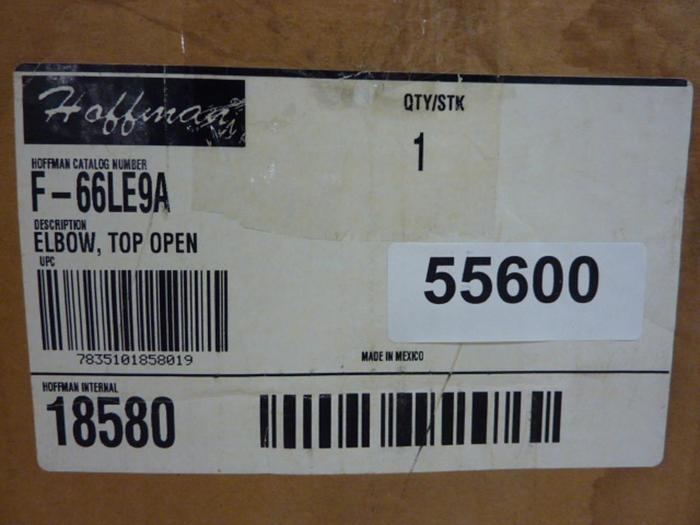 Hoffman
QTY/STK
1
HOFFMAN CATALOG NUMBER
F-66LE9A
DESCRIPTION
ELBOW, TOP OPEN
UPC
7835101858019
55600
MADE IN MEXICO
HOFFMAN INTERNAL
18580